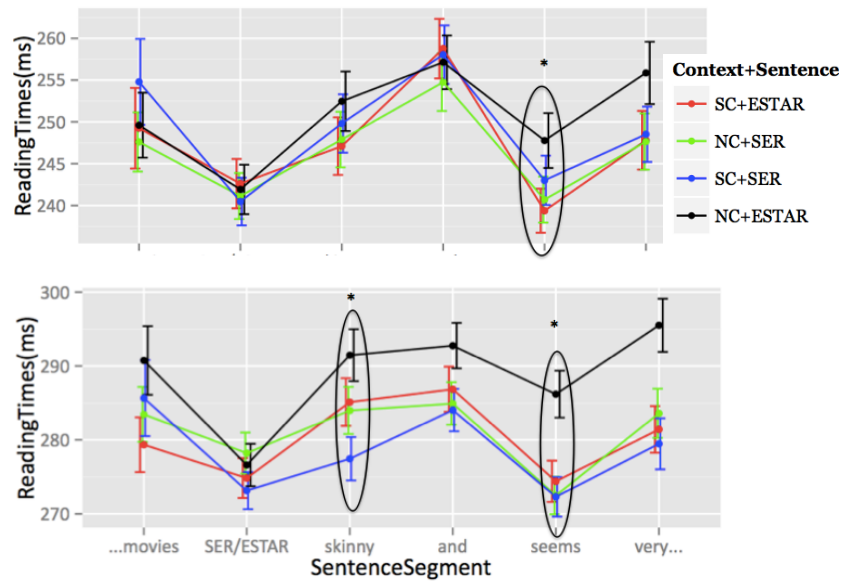 260
255
250
245
240
ReadingTimes(ms)
*
Context+Sentence
SC+ESTAR
NC+SER
SC+SER
NC+ESTAR
300
290
280
270
ReadingTimes(ms)
*
*
...movies SER/ESTAR skinny and seems very...
SentenceSegment